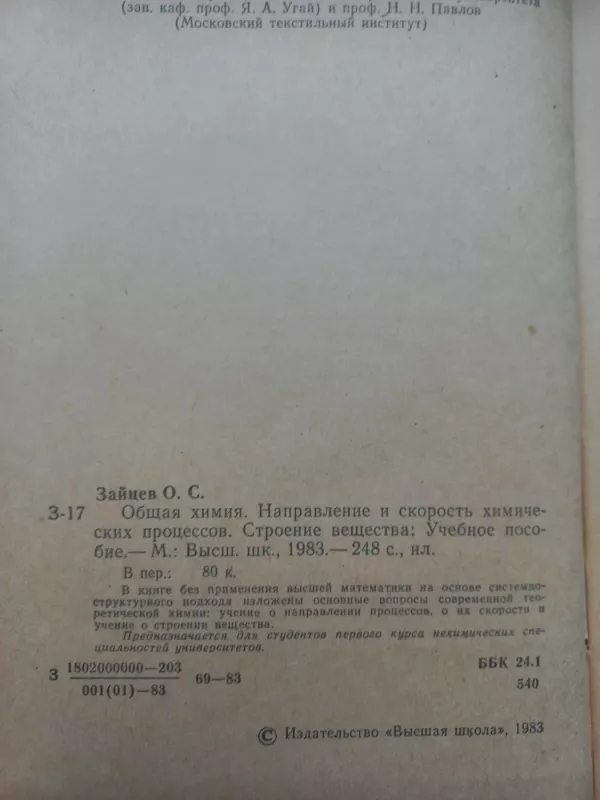 (зав. каф. проф. Я. А. Угай) и проф. Н. Н. Павлов
(Московский текстильный институт)
Зайцев О. С.
З-17 Общая химия. Направление и скорость химиче-
ских процессов. Строение вещества: Учебное посо-
бие.— М.: Высш. шк., 1983.— 248 с., ил.
В пер.: 80 к.
В книге без применения высшей математики на основе системно-
структурного подхода изложены основные вопросы современной тео-
ретической химии: учение о направлении процессов, о их скорости и
учение о строении вещества.
Предназначается для студентов первого курса нехимических спе-
циальностей университетов.
З 1802000000—203 69—83 ББК 24.1
001(01)—83 540
© Издательство «Высшая школа», 1983